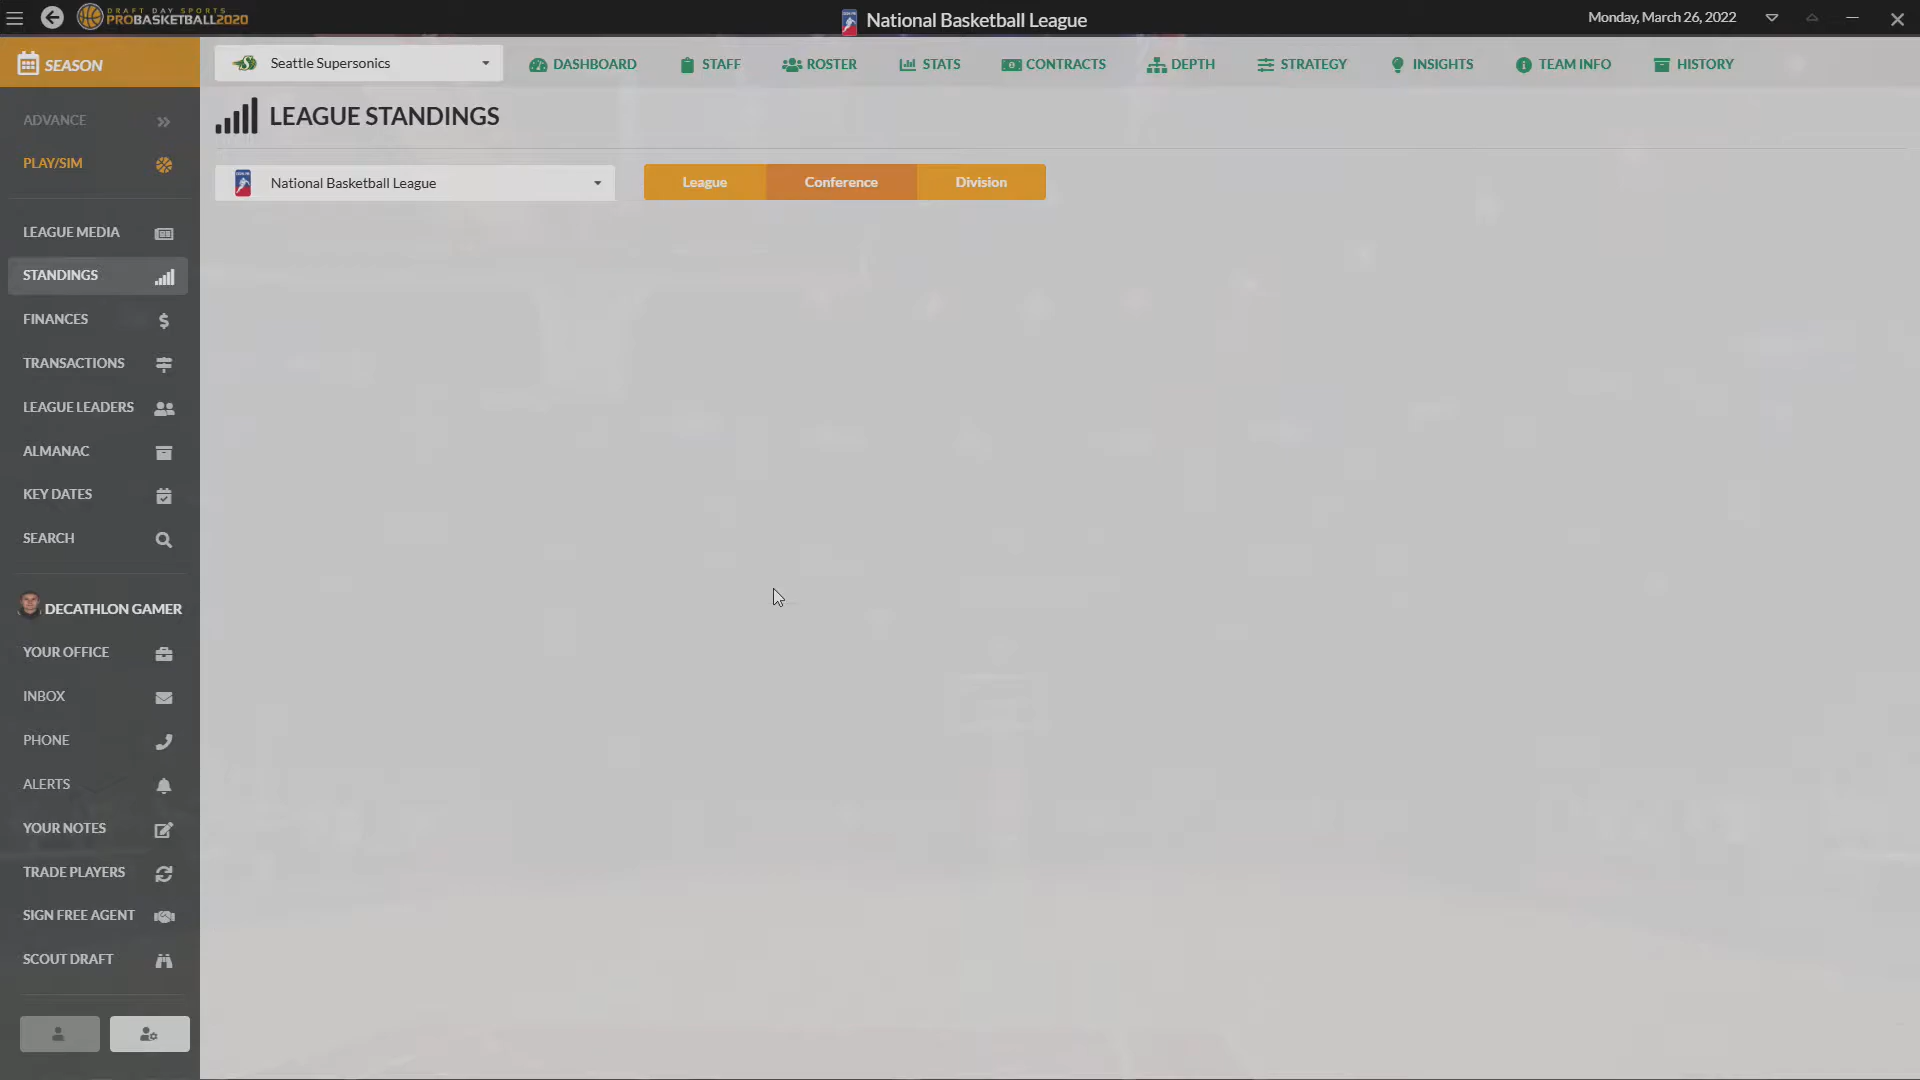 DRAFT DAY SPORTS
PROBASKETBALL2020
National Basketball League
Monday, March 26, 2022
SEASON
Seattle Supersonics
DASHBOARD
STAFF
ROSTER
STATS
CONTRACTS
DEPTH
STRATEGY
INSIGHTS
TEAM INFO
HISTORY
ADVANCE
PLAY/SIM
LEAGUE MEDIA
STANDINGS
FINANCES
TRANSACTIONS
LEAGUE LEADERS
ALMANAC
KEY DATES
SEARCH
DECATHLON GAMER
YOUR OFFICE
INBOX
PHONE
ALERTS
YOUR NOTES
TRADE PLAYERS
SIGN FREE AGENT
SCOUT DRAFT
LEAGUE STANDINGS
National Basketball League
League
Conference
Division